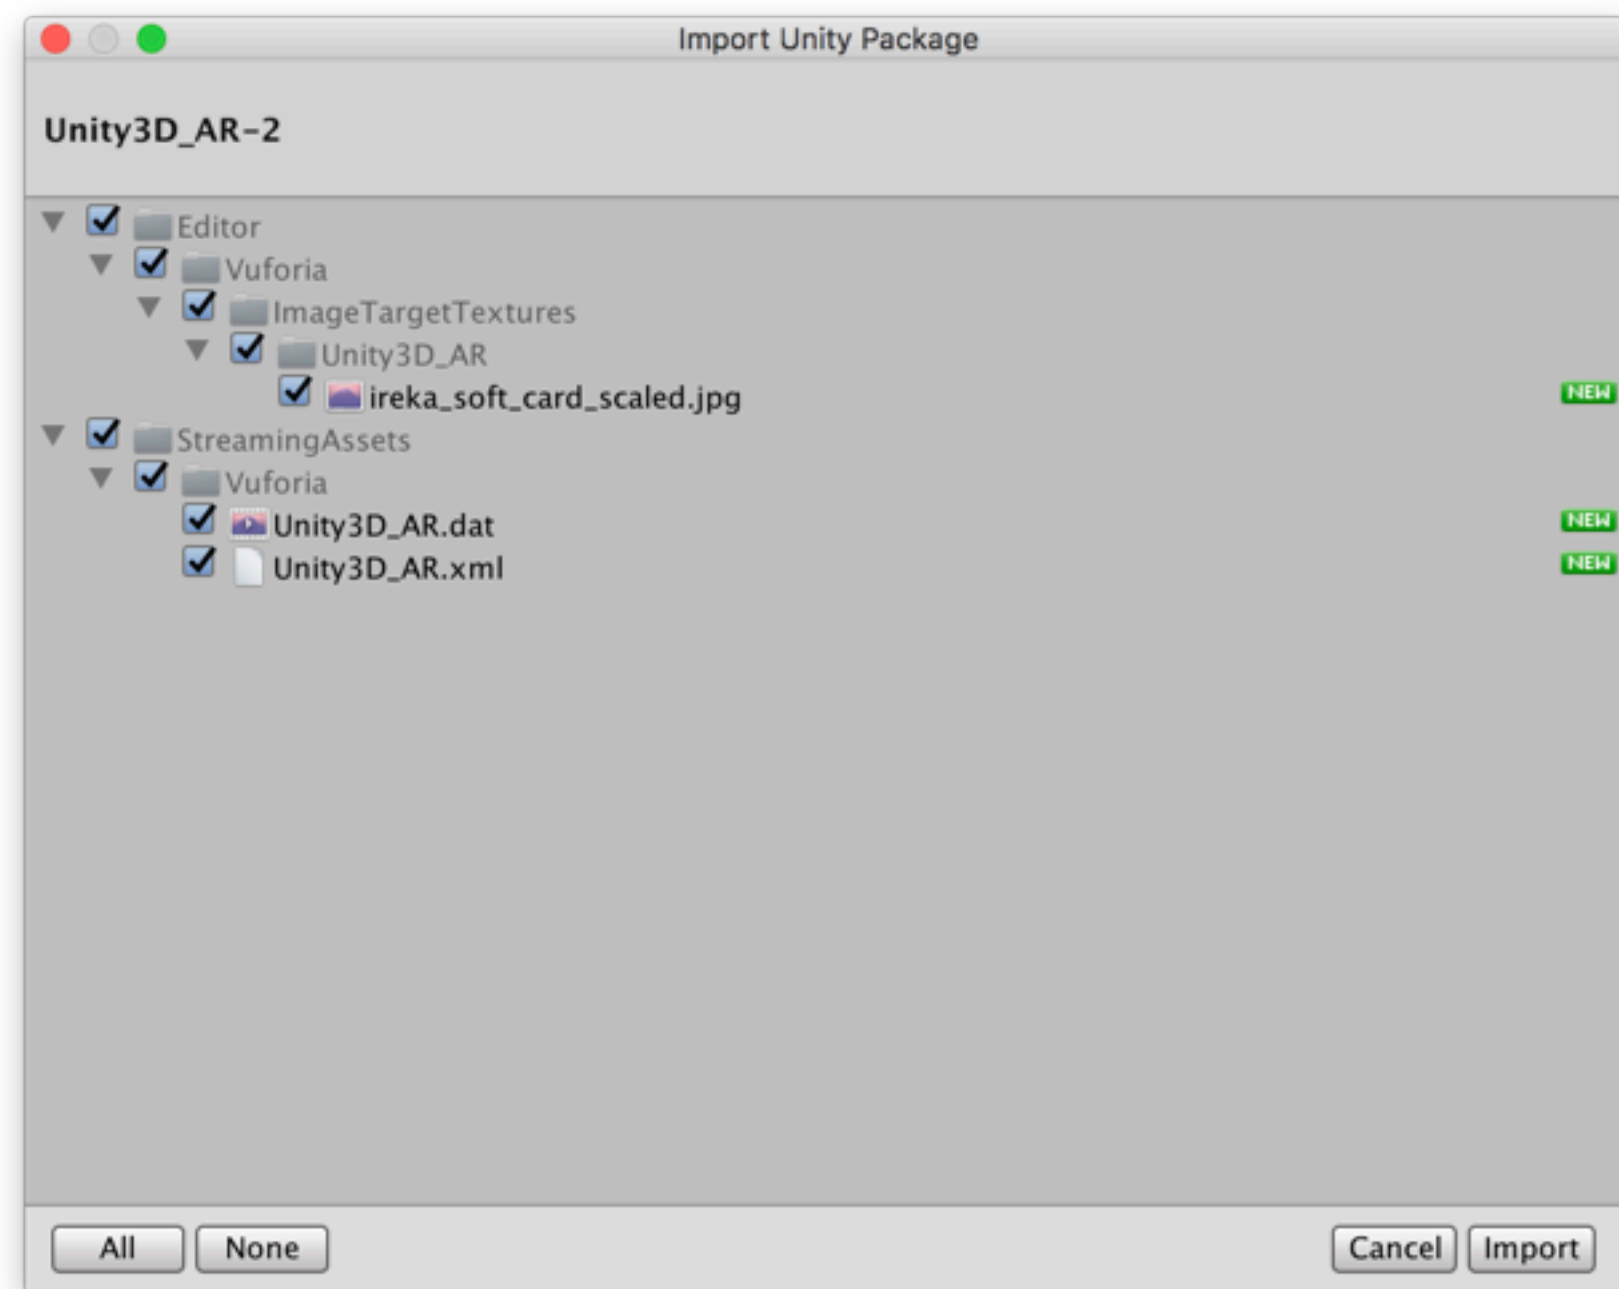 Import Unity Package
Unity3D_AR-2
Editor
Vuforia
ImageTargetTextures
Unity3D_AR
ireka_soft_card_scaled.jpg NEW
StreamingAssets
Vuforia
Unity3D_AR.dat NEW
Unity3D_AR.xml NEW
All None Cancel Import